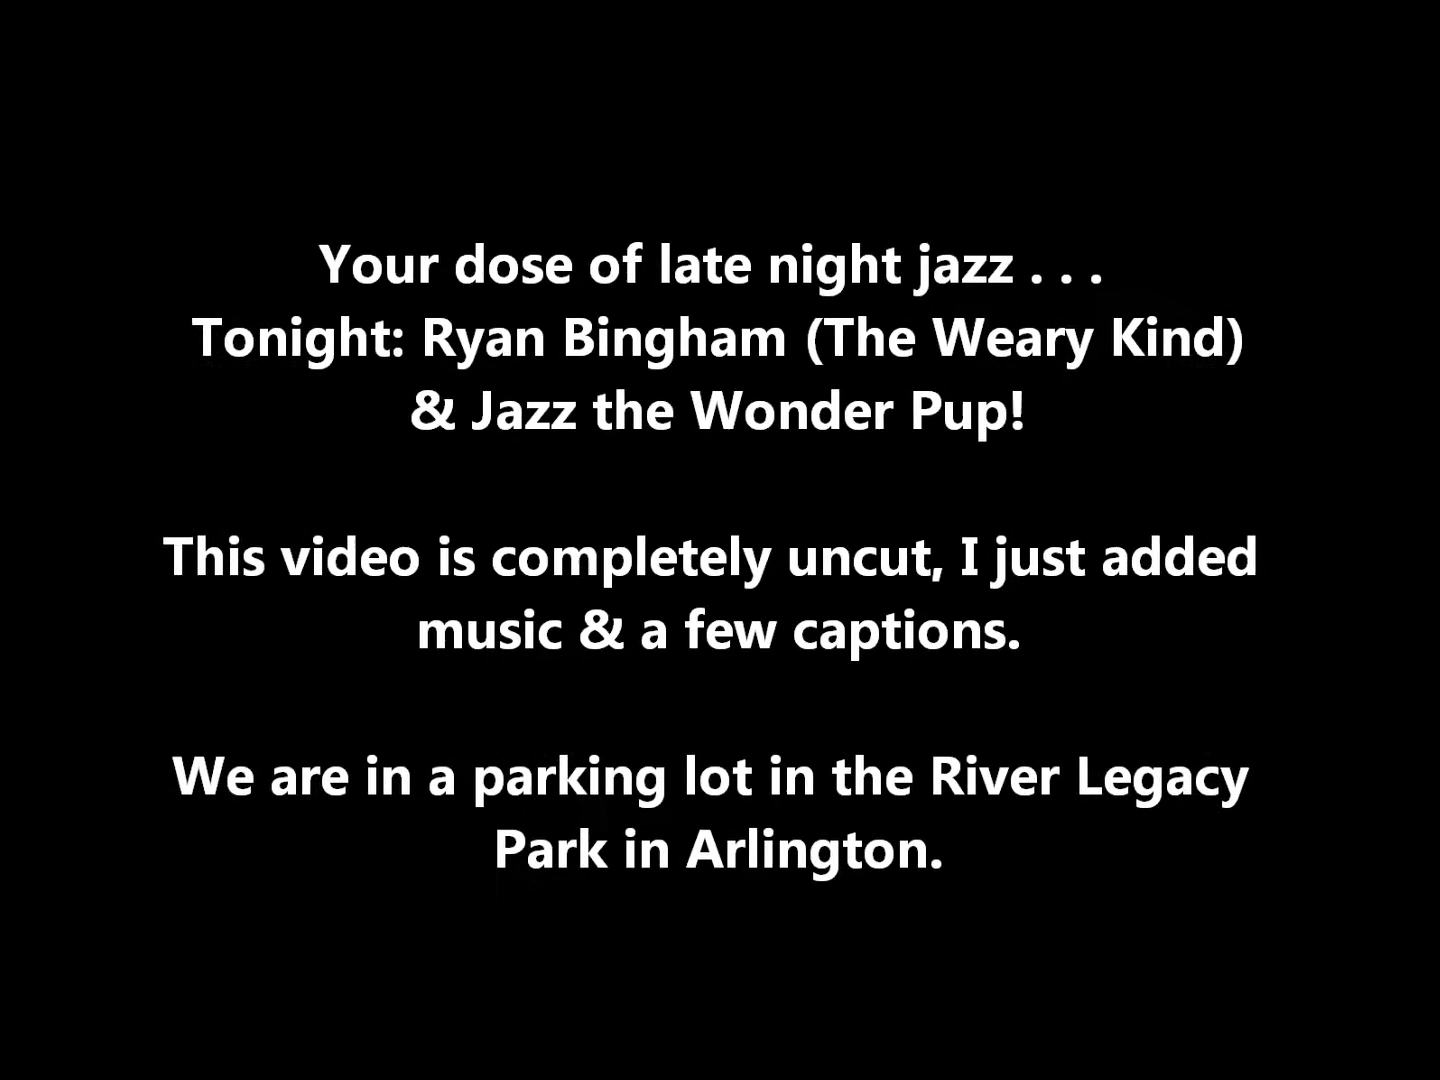 Your dose of late night jazz . . .
Tonight: Ryan Bingham (The Weary Kind)
& Jazz the Wonder Pup!
This video is completely uncut, I just added
music & a few captions.
We are in a parking lot in the River Legacy
Park in Arlington.